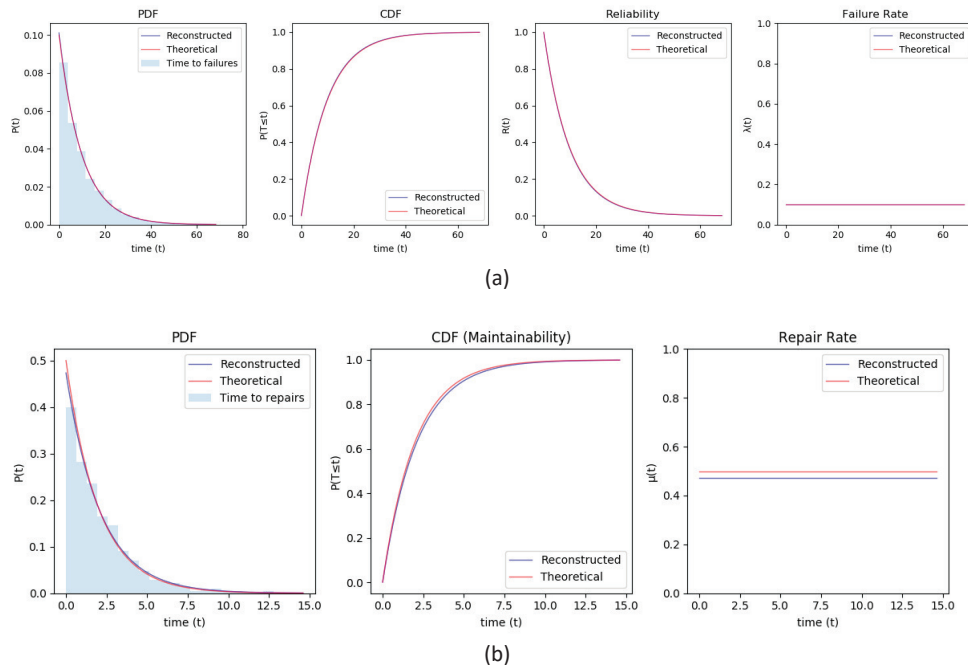 PDF
CDF
Reliability
Failure Rate
0.10
0.08
0.06
0.04
0.02
0.00
P(t)
Reconstructed
Theoretical
Time to failures
0 20 40 60 80
time (t)
1.0
0.8
0.6
0.4
0.2
0.0
P(T≤t)
Reconstructed
Theoretical
0 20 40 60
time (t)
1.0
0.8
0.6
0.4
0.2
0.0
R(t)
Reconstructed
Theoretical
0 20 40 60
time (t)
1.0
0.8
0.6
0.4
0.2
0.0
λ(t)
Reconstructed
Theoretical
0 20 40 60
time (t)
(a)
PDF
CDF (Maintainability)
Repair Rate
0.5
0.4
0.3
0.2
0.1
0.0
P(t)
Reconstructed
Theoretical
Time to repairs
0.0 2.5 5.0 7.5 10.0 12.5 15.0
time (t)
1.0
0.8
0.6
0.4
0.2
0.0
P(T≤t)
Reconstructed
Theoretical
0.0 2.5 5.0 7.5 10.0 12.5 15.0
time (t)
1.0
0.8
0.6
0.4
0.2
0.0
μ(t)
Reconstructed
Theoretical
0.0 2.5 5.0 7.5 10.0 12.5 15.0
time (t)
(b)